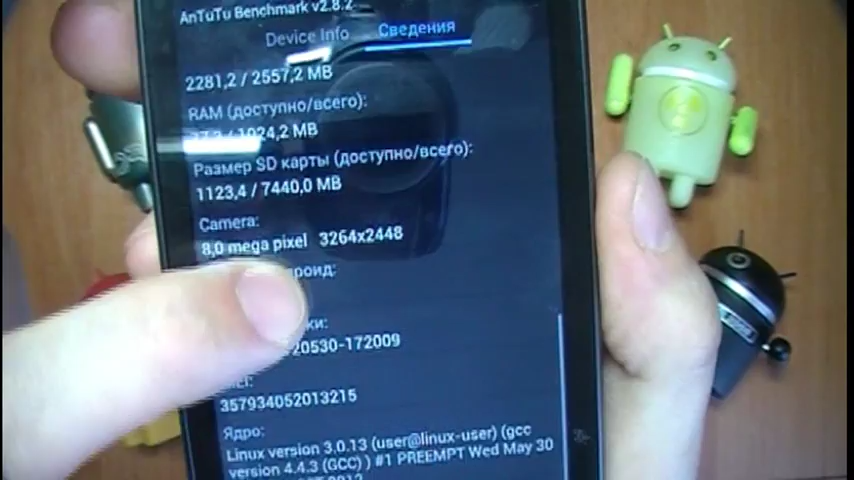 AnTuTu Benchmark v2.8.2
Device Info Сведения
2281,2 / 2557,2 MB
RAM (доступно/всего):
/ 1024,2 MB
Размер SD карты (доступно/всего):
1123,4 / 7440,0 MB
Camera:
8,0 mega pixel 3264x2448
роид:
ки:
20530-172009
357934052013215
Ядро:
Linux version 3.0.13 (user@linux-user) (gcc
version 4.4.3 (GCC) ) #1 PREEMPT Wed May 30